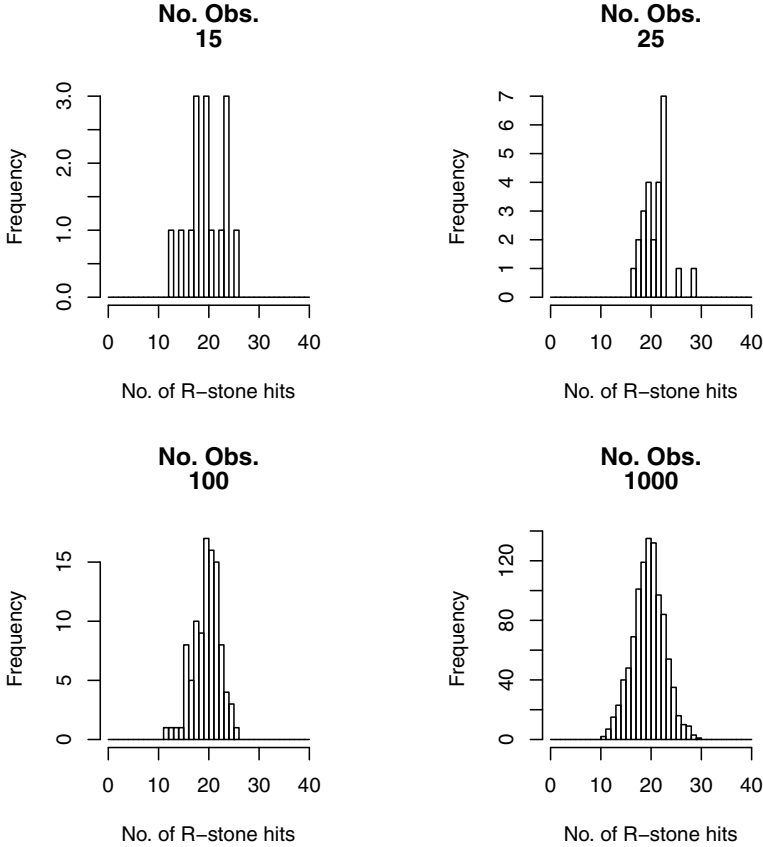 No. Obs.
15
Frequency
0.0 1.0 2.0 3.0
0 10 20 30 40
No. of R−stone hits
No. Obs.
25
Frequency
0 1 2 3 4 5 6 7
0 10 20 30 40
No. of R−stone hits
No. Obs.
100
Frequency
0 5 10 15
0 10 20 30 40
No. of R−stone hits
No. Obs.
1000
Frequency
0 40 80 120
0 10 20 30 40
No. of R−stone hits